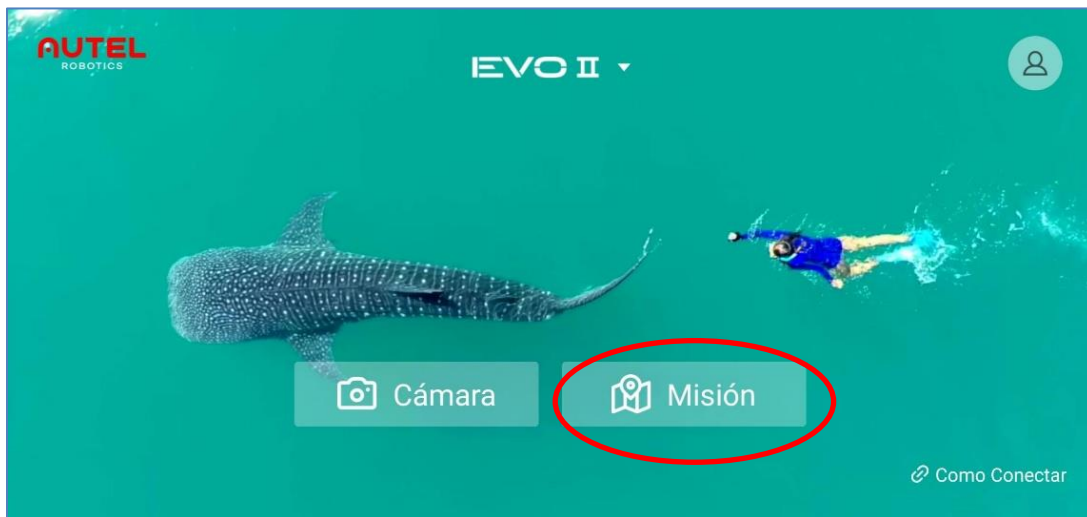 AUTEL
ROBOTICS
EVO II
Cámara
Misión
Como Conectar